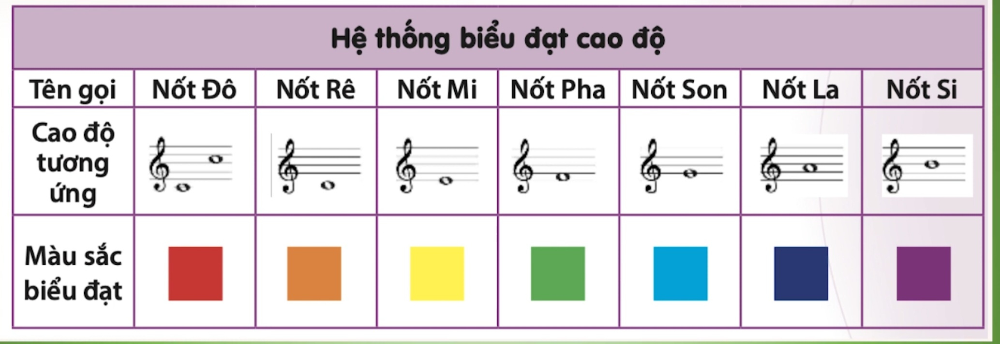 Hệ thống biểu đạt cao độ
Tên gọi
Nốt Đô
Nốt Rê
Nốt Mi
Nốt Pha
Nốt Son
Nốt La
Nốt Si
Cao độ
tương
ứng
Màu sắc
biểu đạt